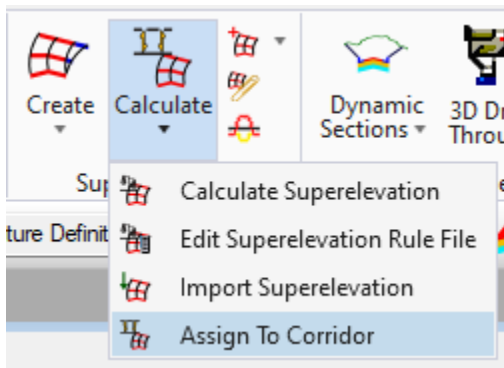 Create
Calculate
Dynamic
Sections
3D Dr
Throu
Sup
Calculate Superelevation
ture Definit
Edit Superelevation Rule File
Import Superelevation
Assign To Corridor